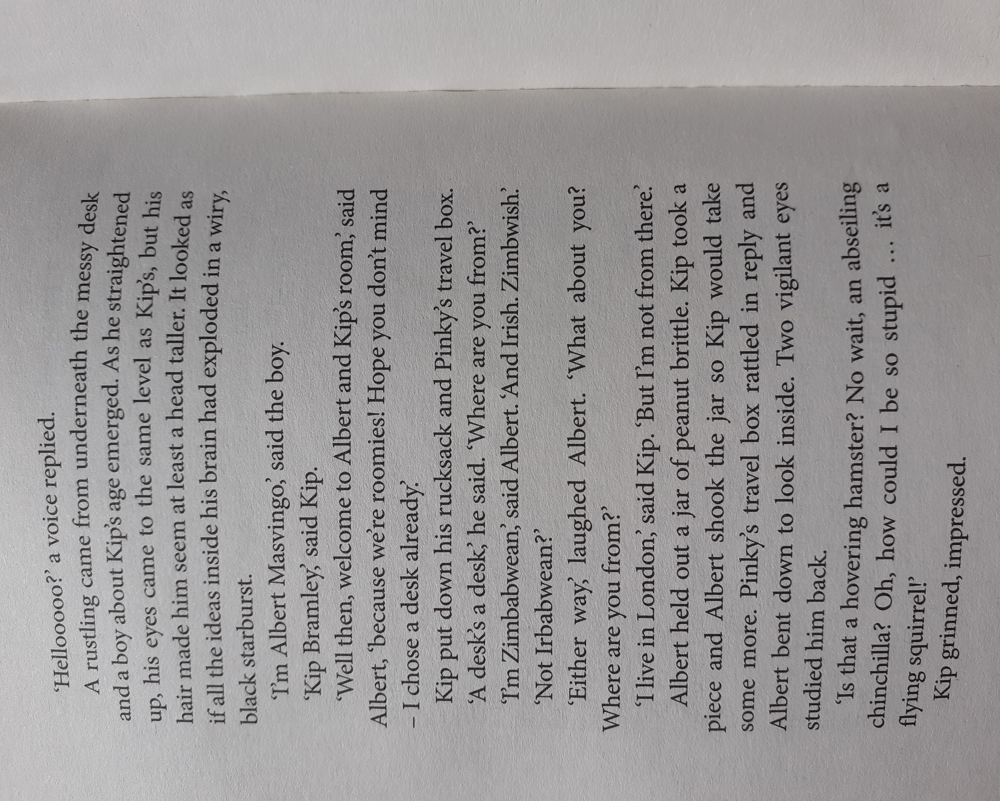 ‘Hellooooo?’ a voice replied.
A rustling came from underneath the messy desk
and a boy about Kip’s age emerged. As he straightened
up, his eyes came to the same level as Kip’s, but his
hair made him seem at least a head taller. It looked as
if all the ideas inside his brain had exploded in a wiry,
black starburst.
‘I’m Albert Masvingo,’ said the boy.
‘Kip Bramley,’ said Kip.
‘Well then, welcome to Albert and Kip’s room,’ said
Albert, ‘because we’re roomies! Hope you don’t mind
– I chose a desk already.’
Kip put down his rucksack and Pinky’s travel box.
‘A desk’s a desk,’ he said. ‘Where are you from?’
‘I’m Zimbabwean,’ said Albert. ‘And Irish. Zimbwish.’
‘Not Irbabwean?’
‘Either way,’ laughed Albert. ‘What about you?
Where are you from?’
‘I live in London,’ said Kip. ‘But I’m not from there.’
Albert held out a jar of peanut brittle. Kip took a
piece and Albert shook the jar so Kip would take
some more. Pinky’s travel box rattled in reply and
Albert bent down to look inside. Two vigilant eyes
studied him back.
‘Is that a hovering hamster? No wait, an abseiling
chinchilla? Oh, how could I be so stupid … it’s a
flying squirrel!’
Kip grinned, impressed.